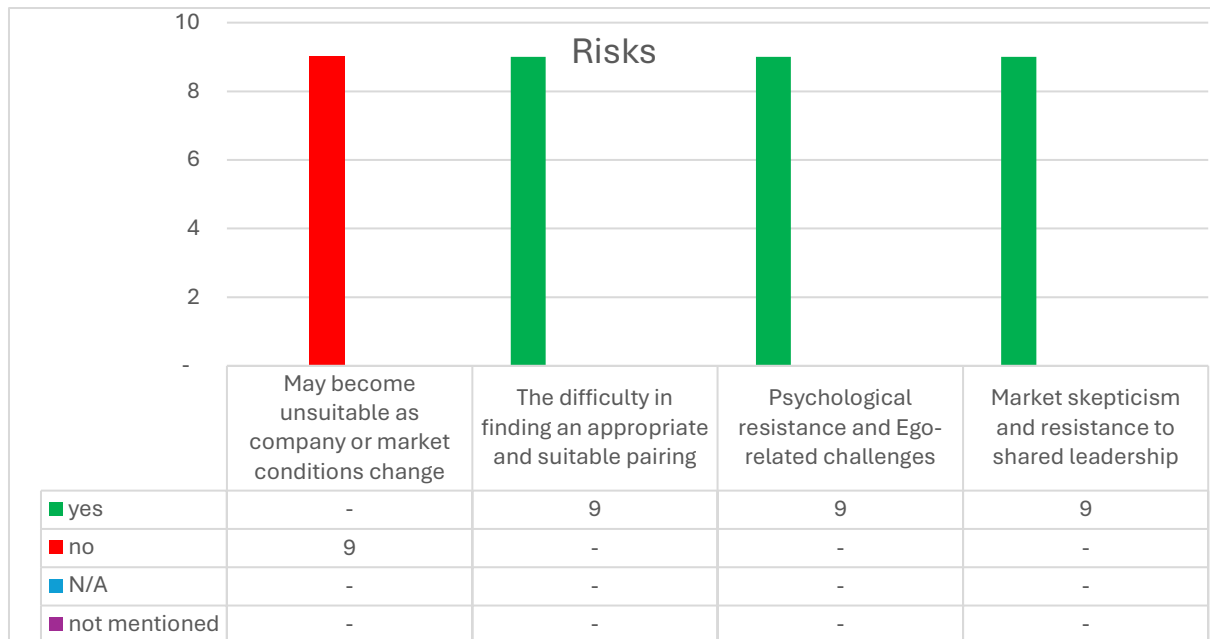 10
Risks
8
6
4
2
-
May become
unsuitable as
company or market
conditions change
The difficulty in
finding an appropriate
and suitable pairing
Psychological
resistance and Ego-
related challenges
Market skepticism
and resistance to
shared leadership
yes - 9 9 9
no 9 - - -
N/A - - - -
not mentioned - - - -